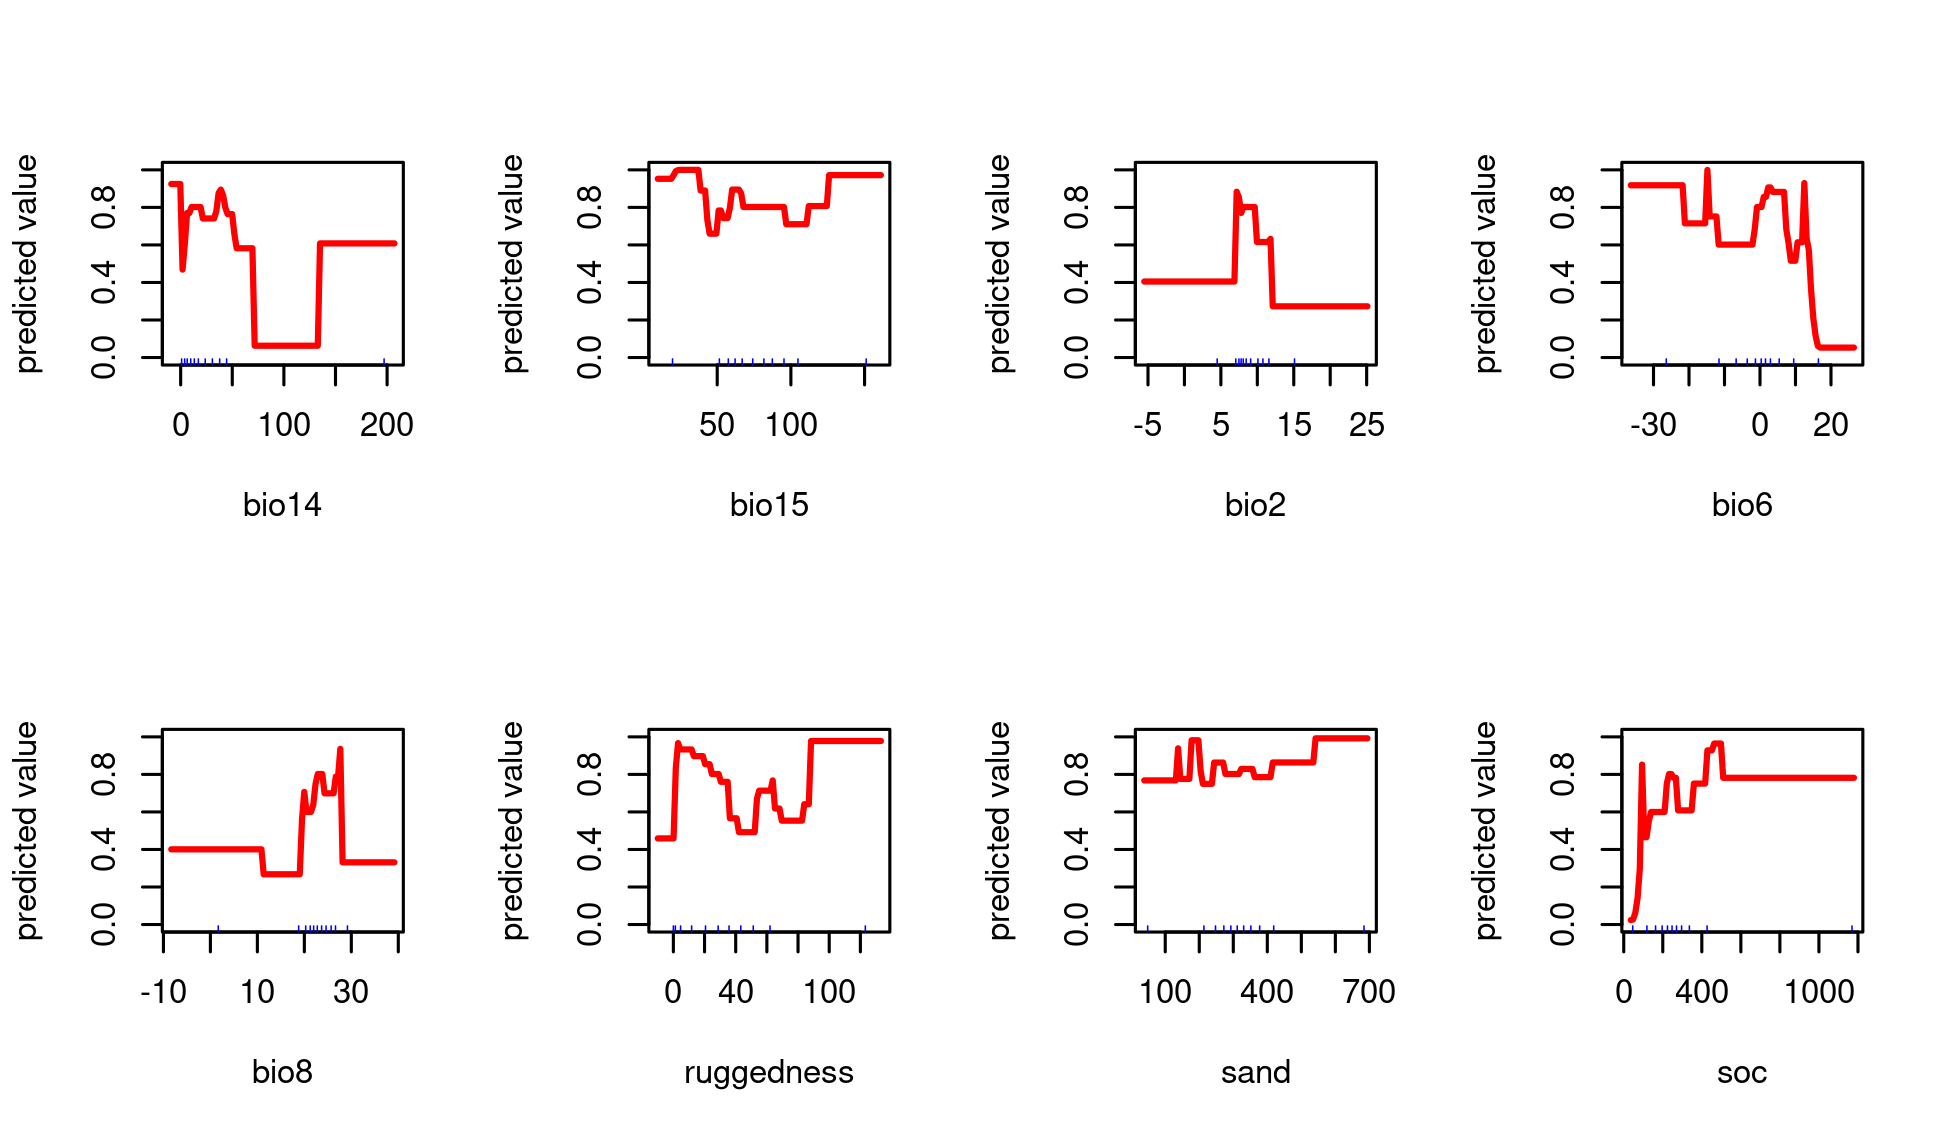 predicted value
0.0 0.4 0.8
0 100 200
bio14
predicted value
0.0 0.4 0.8
50 100
bio15
predicted value
0.0 0.4 0.8
-5 5 15 25
bio2
predicted value
0.0 0.4 0.8
-30 0 20
bio6
predicted value
0.0 0.4 0.8
-10 10 30
bio8
predicted value
0.0 0.4 0.8
0 40 100
ruggedness
predicted value
0.0 0.4 0.8
100 400 700
sand
predicted value
0.0 0.4 0.8
0 400 1000
soc